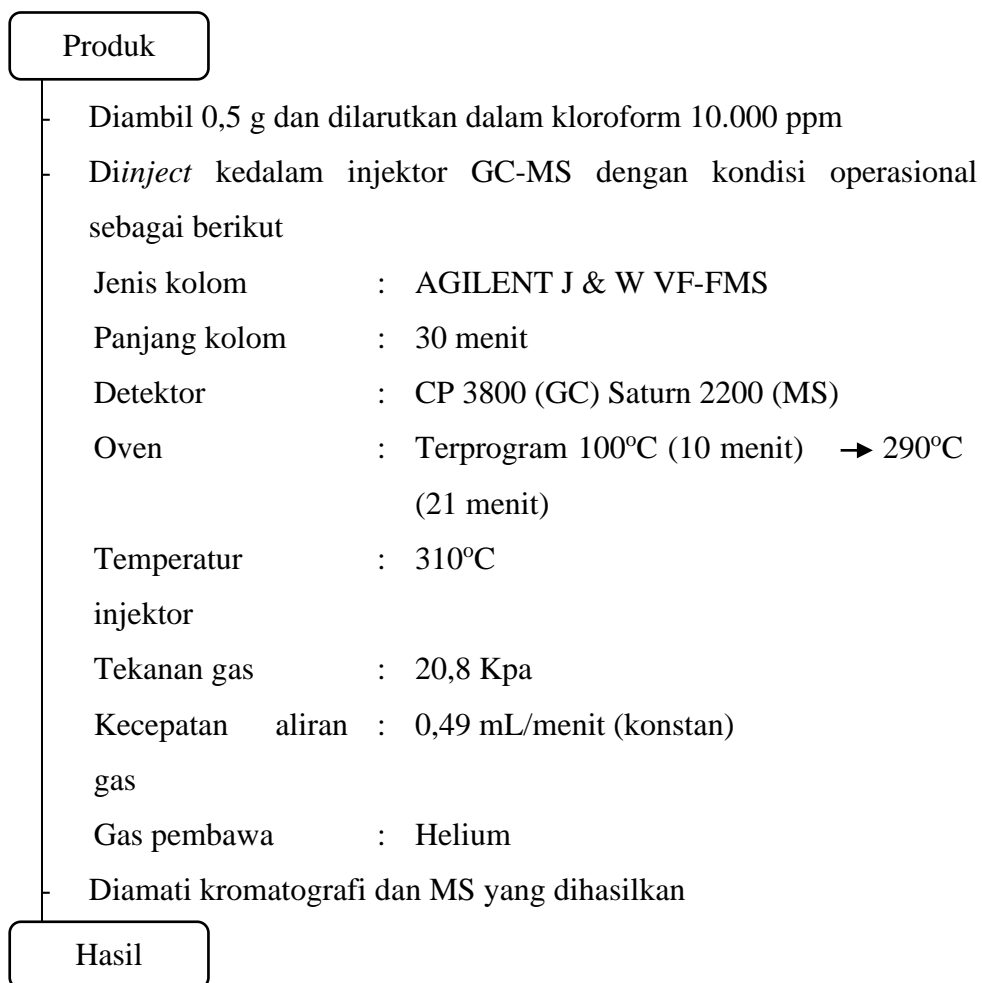 Produk
- Diambil 0,5 g dan dilarutkan dalam kloroform 10.000 ppm
- Diinject kedalam injektor GC-MS dengan kondisi operasional
sebagai berikut
Jenis kolom : AGILENT J & W VF-FMS
Panjang kolom : 30 menit
Detektor : CP 3800 (GC) Saturn 2200 (MS)
Oven : Terprogram 100°C (10 menit) → 290°C
(21 menit)
Temperatur : 310°C
injektor
Tekanan gas : 20,8 Kpa
Kecepatan aliran : 0,49 mL/menit (konstan)
gas
Gas pembawa : Helium
- Diamati kromatografi dan MS yang dihasilkan
Hasil